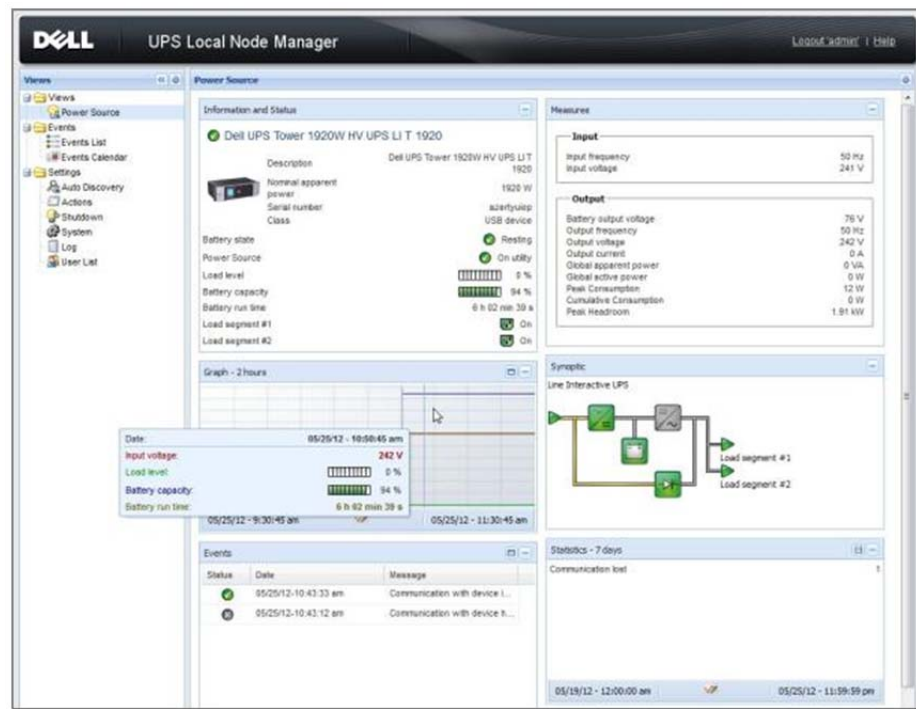 DELL UPS Local Node Manager Logout 'admin' | Help
Views
Views
Power Source
Events
Events List
Events Calendar
Settings
Auto Discovery
Actions
Shutdown
System
Log
User List
Power Source
Information and Status
Dell UPS Tower 1920W HV UPS LI T 1920
Description Dell UPS Tower 1920W HV UPS LI T
1920
Nominal apparent
power 1920 W
Serial number azertyuiop
Class USB device
Battery state Resting
Power Source On utility
Load level 0 %
Battery capacity 94 %
Battery run time 6 h 02 min 39 s
Load segment #1 On
Load segment #2 On
Measures
Input
Input frequency 50 Hz
Input voltage 241 V
Output
Battery output voltage 76 V
Output frequency 50 Hz
Output voltage 242 V
Output current 0 A
Global apparent power 0 VA
Global active power 0 W
Peak Consumption 12 W
Cumulative Consumption 0 W
Peak Headroom 1.91 kW
Graph - 2 hours
Date: 05/25/12 - 10:50:45 am
Input voltage: 242 V
Load level: 0 %
Battery capacity: 94 %
Battery run time: 6 h 02 min 39 s
05/25/12 - 9:30:45 am 05/25/12 - 11:30:45 am
Synoptic
Line Interactive UPS
Load segment #1
Load segment #2
Events
Status Date Message
05/25/12-10:43:33 am Communication with device i...
05/25/12-10:43:12 am Communication with device h...
Statistics - 7 days
Communication lost 1
05/19/12 - 12:00:00 am 05/25/12 - 11:59:59 pm